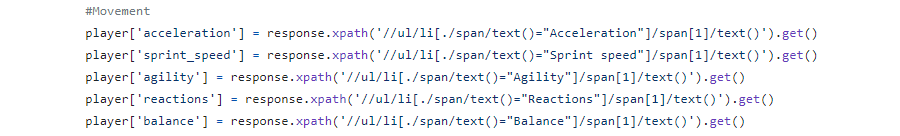 #Movement
player['acceleration'] = response.xpath('//ul/li[./span/text()="Acceleration"]/span[1]/text()').get()
player['sprint_speed'] = response.xpath('//ul/li[./span/text()="Sprint speed"]/span[1]/text()').get()
player['agility'] = response.xpath('//ul/li[./span/text()="Agility"]/span[1]/text()').get()
player['reactions'] = response.xpath('//ul/li[./span/text()="Reactions"]/span[1]/text()').get()
player['balance'] = response.xpath('//ul/li[./span/text()="Balance"]/span[1]/text()').get()